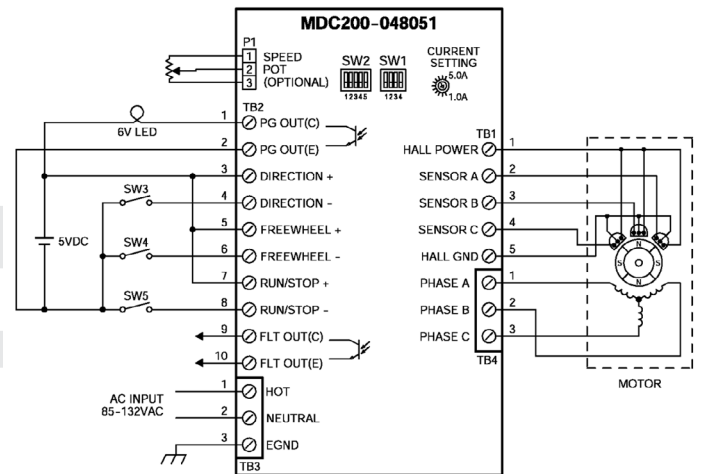 MDC200-048051
P1
1 SPEED
2 POT
3 (OPTIONAL)
SW2
12345
SW1
1234
CURRENT
SETTING
5.0A
1.0A
TB2
1 PG OUT(C)
6V LED
2 PG OUT(E)
3 DIRECTION +
SW3
4 DIRECTION -
5 FREEWHEEL +
5VDC
SW4
6 FREEWHEEL -
7 RUN/STOP +
SW5
8 RUN/STOP -
9 FLT OUT(C)
10 FLT OUT(E)
AC INPUT
85-132VAC
1 HOT
2 NEUTRAL
3 EGND
TB3
TB1
HALL POWER 1
SENSOR A 2
SENSOR B 3
SENSOR C 4
HALL GND 5
PHASE A 1
PHASE B 2
PHASE C 3
TB4
N
S S
N
MOTOR